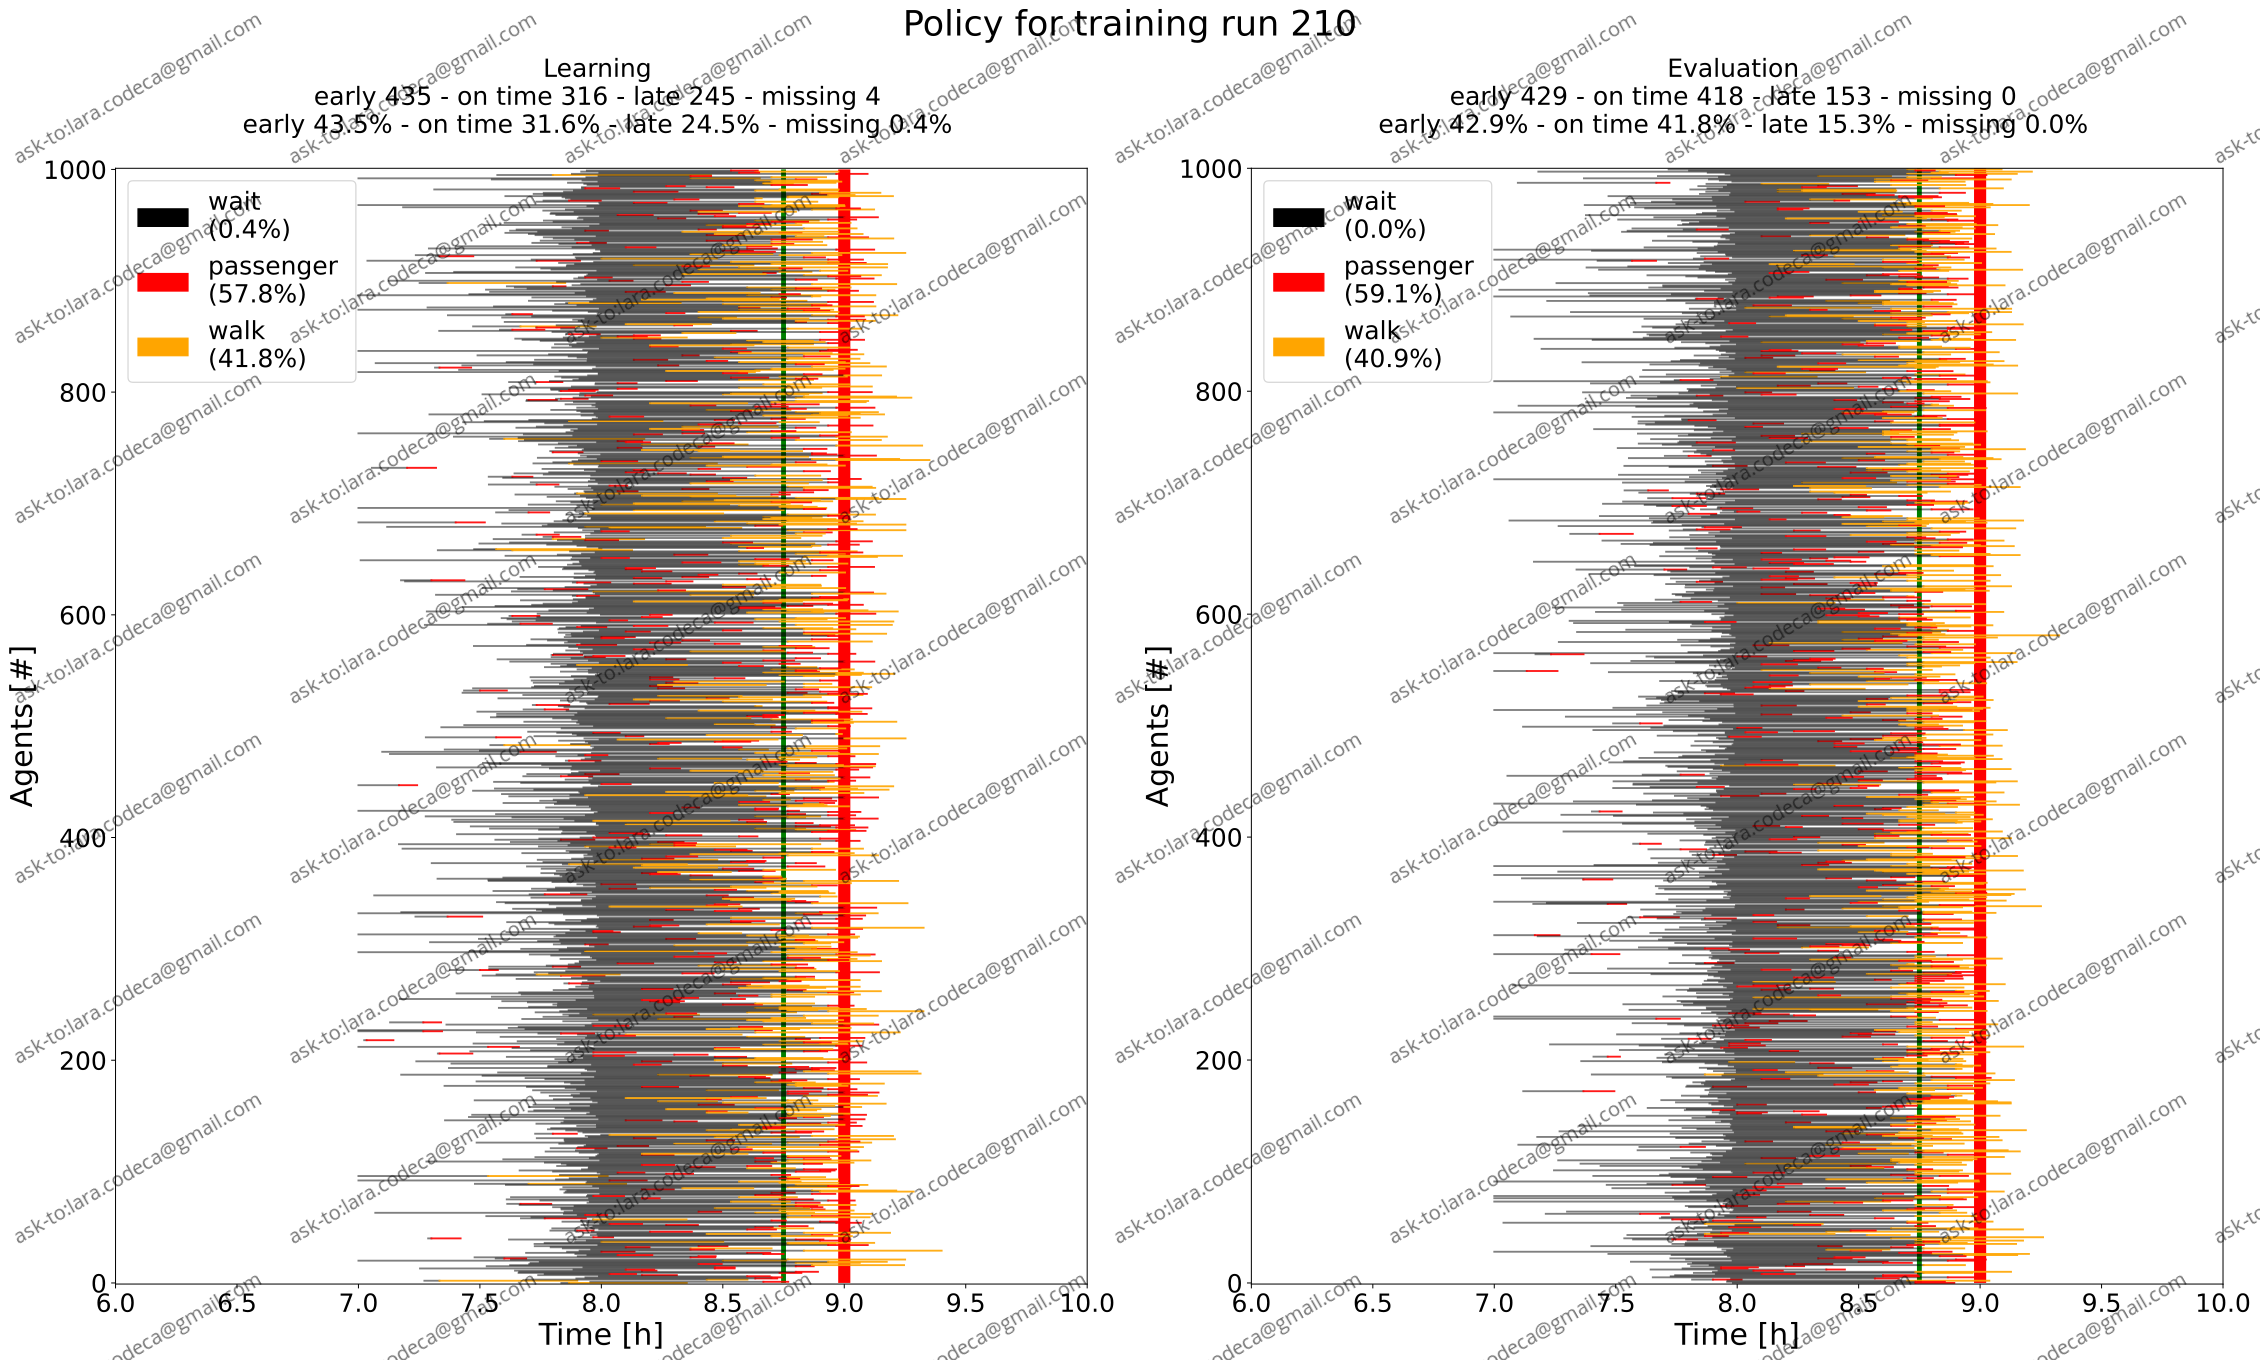 Policy for training run 210
Learning
early 435 - on time 316 - late 245 - missing 4
early 43.5% - on time 31.6% - late 24.5% - missing 0.4%
1000
800
600
400
200
0
Agents [#]
wait
(0.4%)
passenger
(57.8%)
walk
(41.8%)
6.0 6.5 7.0 7.5 8.0 8.5 9.0 9.5 10.0
Time [h]
Evaluation
early 429 - on time 418 - late 153 - missing 0
early 42.9% - on time 41.8% - late 15.3% - missing 0.0%
1000
800
600
400
200
0
Agents [#]
wait
(0.0%)
passenger
(59.1%)
walk
(40.9%)
6.0 6.5 7.0 7.5 8.0 8.5 9.0 9.5 10.0
Time [h]
ask-to:lara.codeca@gmail.com